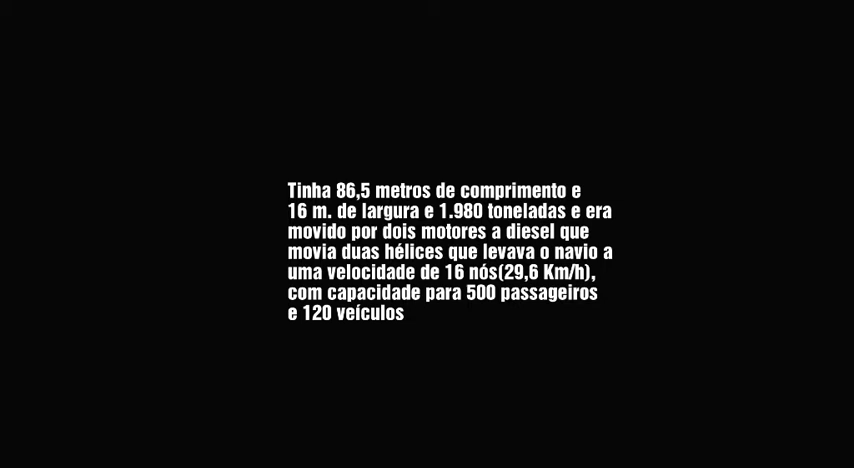 Tinha 86,5 metros de comprimento e
16 m. de largura e 1.980 toneladas e era
movido por dois motores a diesel que
movia duas hélices que levava o navio a
uma velocidade de 16 nós(29,6 Km/h),
com capacidade para 500 passageiros
e 120 veículos